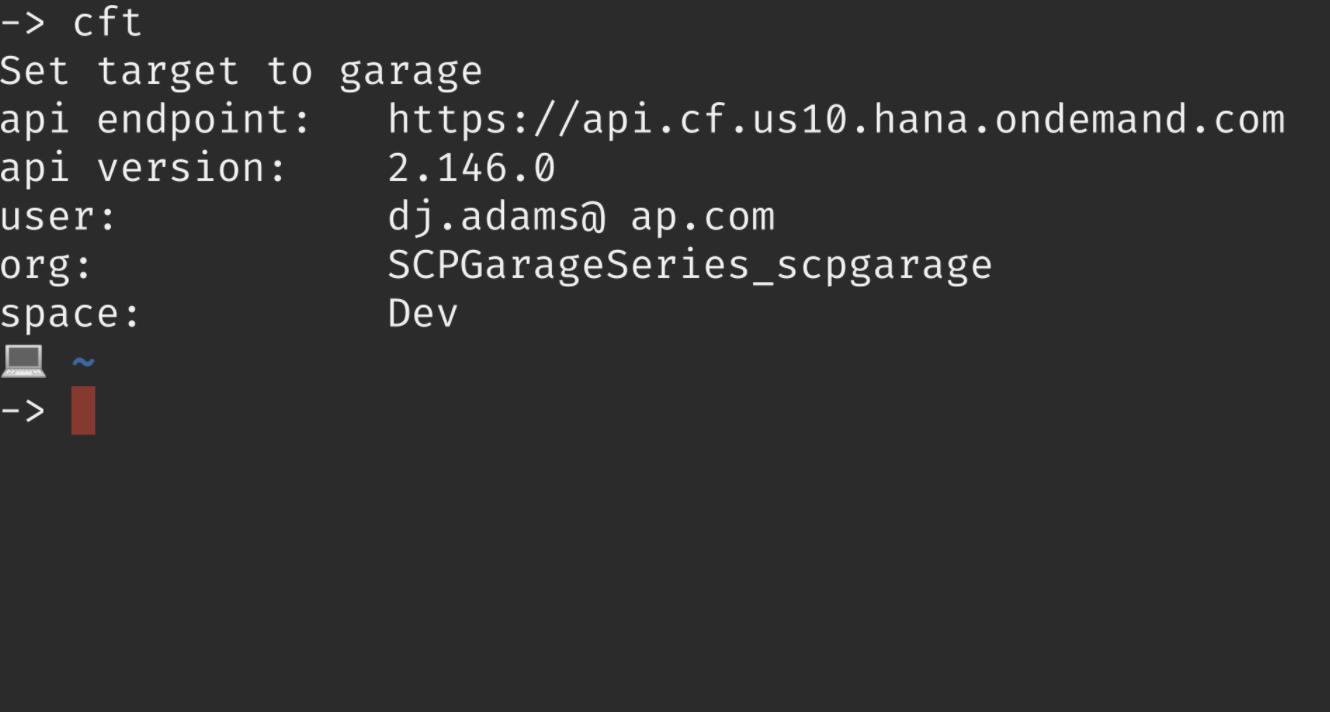 -> cft
Set target to garage
api endpoint:   https://api.cf.us10.hana.ondemand.com
api version:    2.146.0
user:           dj.adams@ ap.com
org:            SCPGarageSeries_scpgarage
space:          Dev
~
->